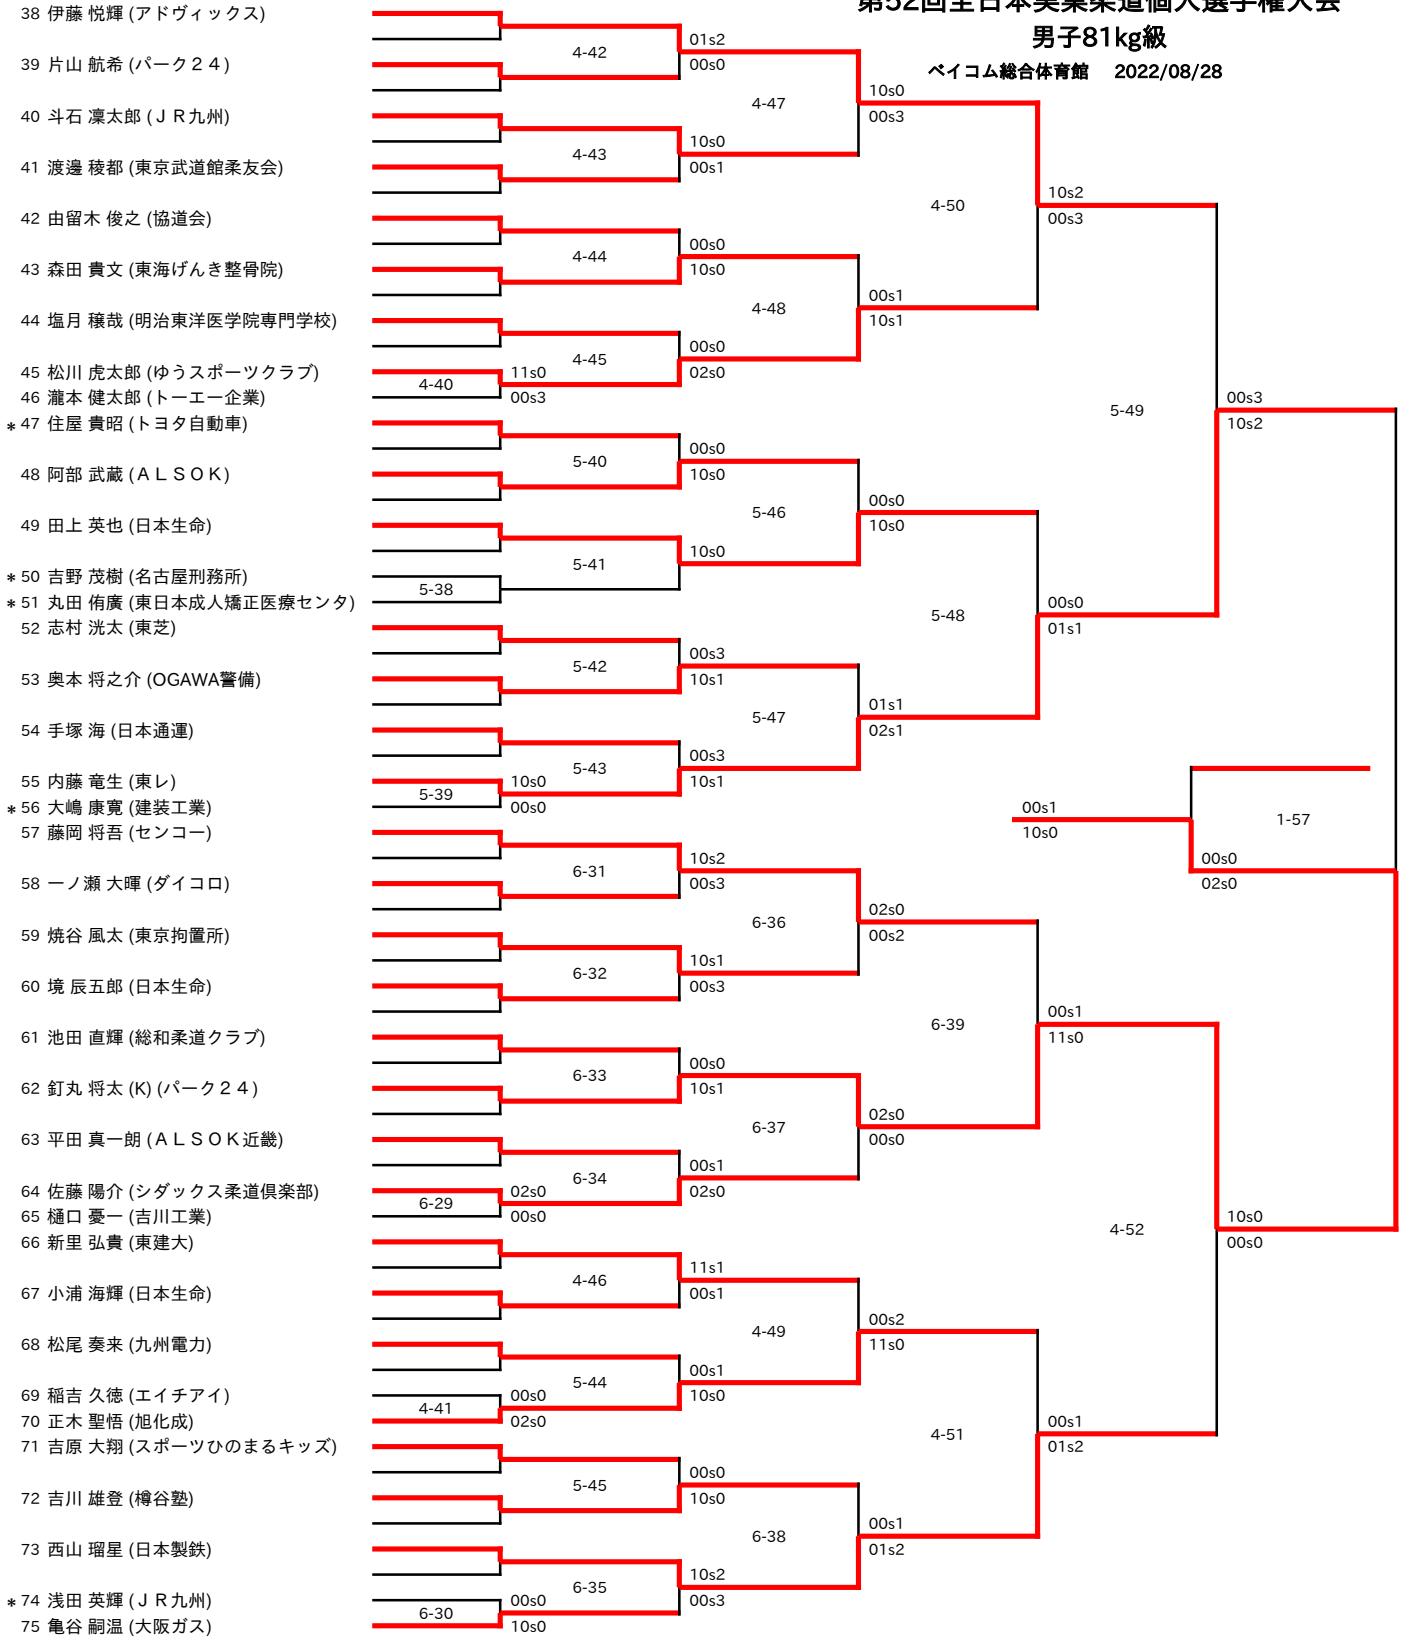 第52回全日本実業柔道個人選手権大会
男子81kg級
ベイコム総合体育館 2022/08/28
38 伊藤 悦輝 (アドヴィックス)
39 片山 航希 (パーク２４)
40 斗石 凜太郎 (ＪＲ九州)
41 渡邊 稜都 (東京武道館柔友会)
42 由留木 俊之 (協道会)
43 森田 貴文 (東海げんき整骨院)
44 塩月 穣哉 (明治東洋医学院専門学校)
45 松川 虎太郎 (ゆうスポーツクラブ)
46 瀧本 健太郎 (トーエー企業)
* 47 住屋 貴昭 (トヨタ自動車)
48 阿部 武蔵 (ＡＬＳＯＫ)
49 田上 英也 (日本生命)
* 50 吉野 茂樹 (名古屋刑務所)
* 51 丸田 侑廣 (東日本成人矯正医療センタ)
52 志村 洸太 (東芝)
53 奥本 将之介 (OGAWA警備)
54 手塚 海 (日本通運)
55 内藤 竜生 (東レ)
* 56 大嶋 康寛 (建装工業)
57 藤岡 将吾 (センコー)
58 一ノ瀬 大暉 (ダイコロ)
59 焼谷 風太 (東京拘置所)
60 境 辰五郎 (日本生命)
61 池田 直輝 (総和柔道クラブ)
62 釘丸 将太 (K) (パーク２４)
63 平田 真一朗 (ＡＬＳＯＫ近畿)
64 佐藤 陽介 (シダックス柔道倶楽部)
65 樋口 憂一 (吉川工業)
66 新里 弘貴 (東建大)
67 小浦 海輝 (日本生命)
68 松尾 奏来 (九州電力)
69 稲吉 久徳 (エイチアイ)
70 正木 聖悟 (旭化成)
71 吉原 大翔 (スポーツひのまるキッズ)
72 吉川 雄登 (樽谷塾)
73 西山 瑠星 (日本製鉄)
* 74 浅田 英輝 (ＪＲ九州)
75 亀谷 嗣温 (大阪ガス)
4-40
11s0
00s3
5-38
5-39
10s0
00s0
6-29
02s0
00s0
4-41
00s0
02s0
6-30
00s0
10s0
4-42
01s2
00s0
4-43
10s0
00s1
4-44
00s0
10s0
4-45
00s0
02s0
5-40
00s0
10s0
5-41
10s0
5-42
00s3
10s1
5-43
00s3
10s1
6-31
10s2
00s3
6-32
10s1
00s3
6-33
00s0
10s1
6-34
00s1
02s0
4-46
11s1
00s1
5-44
00s1
10s0
5-45
00s0
10s0
6-35
10s2
00s3
4-47
10s0
00s3
4-48
00s1
10s1
5-46
00s0
10s0
5-47
01s1
02s1
6-36
02s0
00s2
6-37
02s0
00s0
4-49
00s2
11s0
6-38
00s1
01s2
4-50
10s2
00s3
5-48
00s0
01s1
6-39
00s1
11s0
4-51
00s1
01s2
5-49
00s3
10s2
4-52
10s0
00s0
00s1
10s0
1-57
00s0
02s0